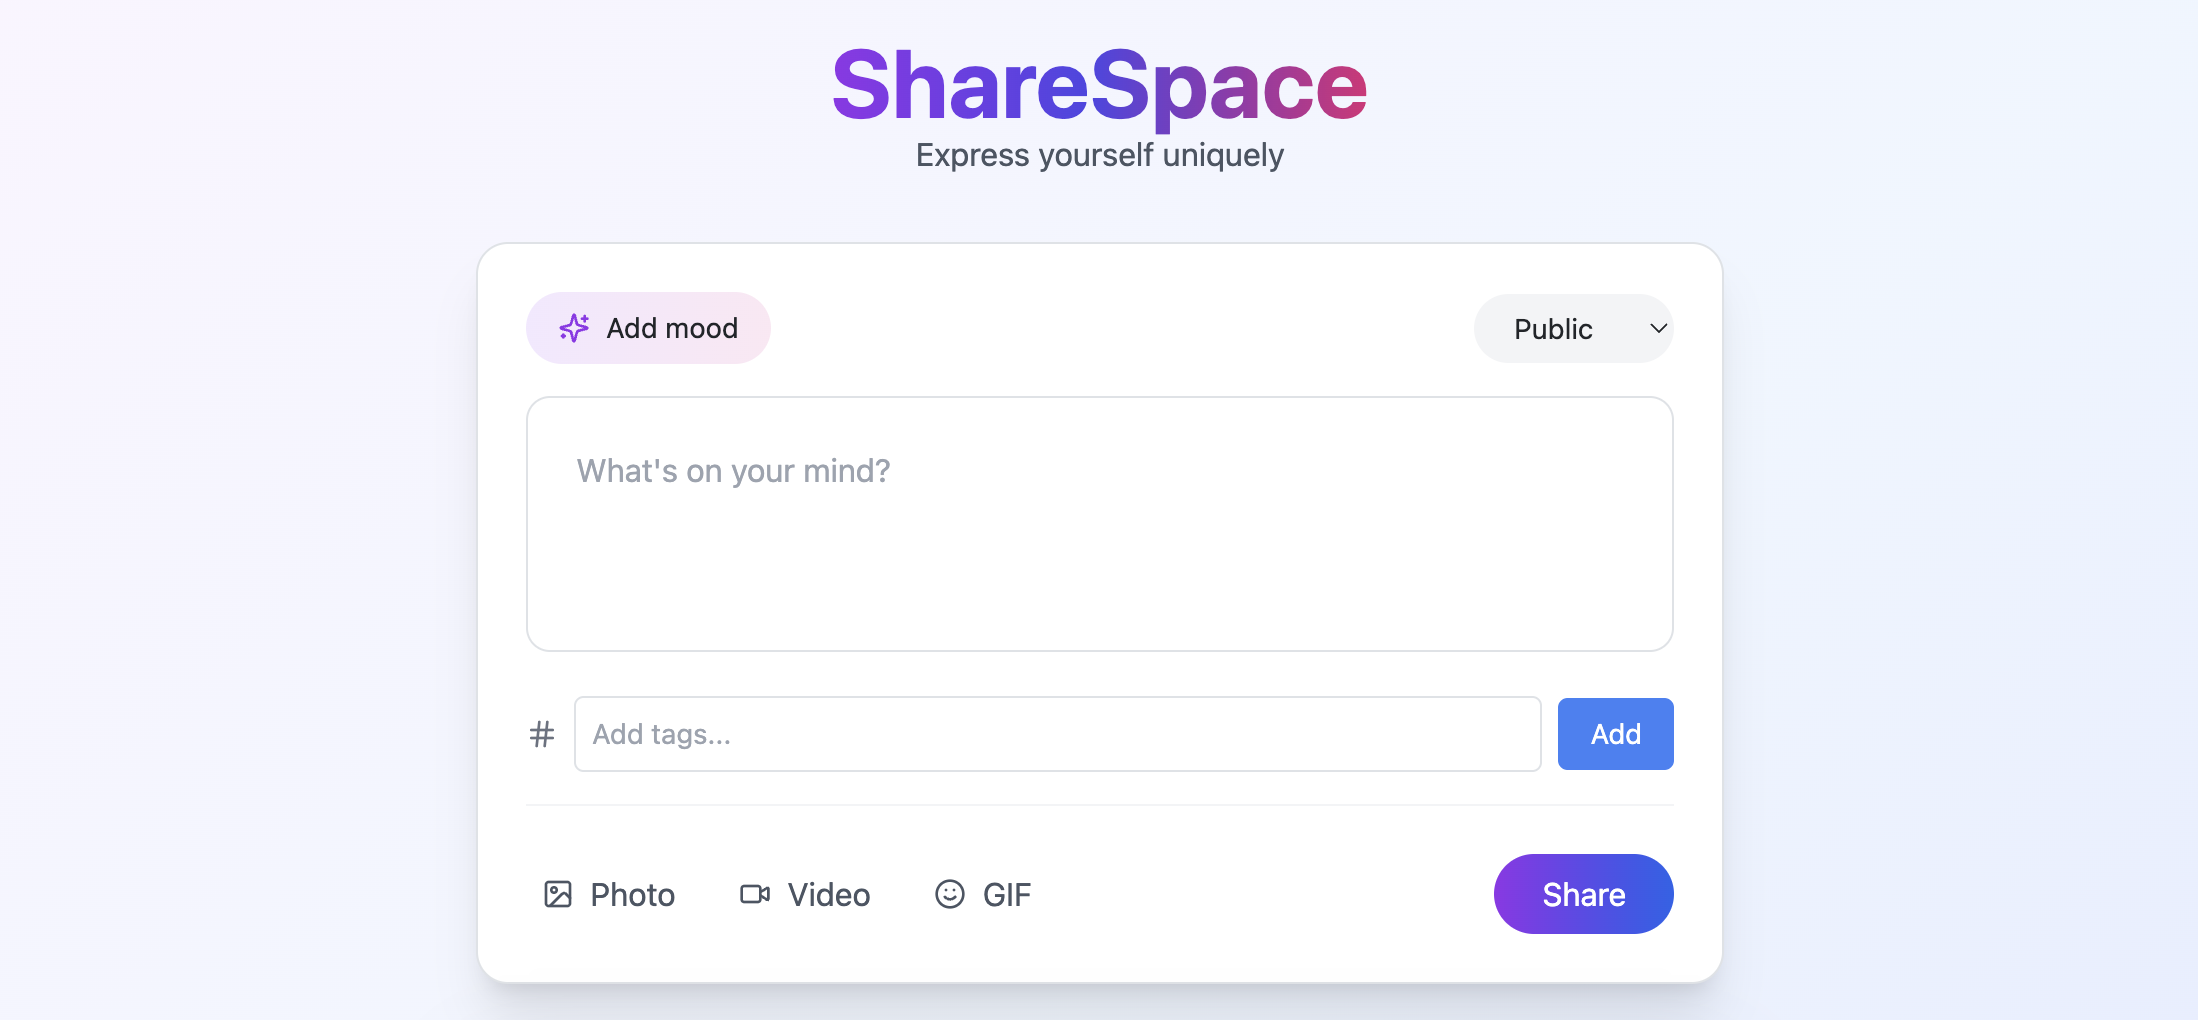 ShareSpace
Express yourself uniquely
Add mood
Public
What's on your mind?
# Add tags... Add
Photo Video GIF Share